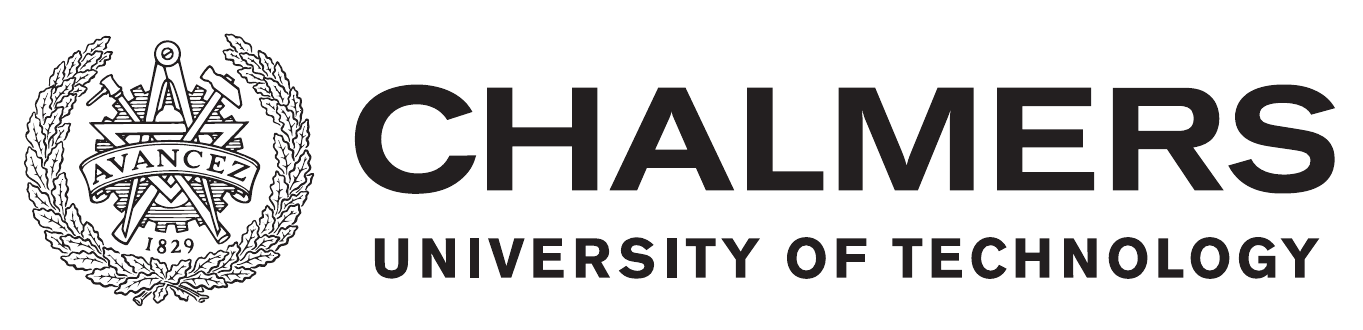 AVANCEZ
1829
CHALMERS
UNIVERSITY OF TECHNOLOGY